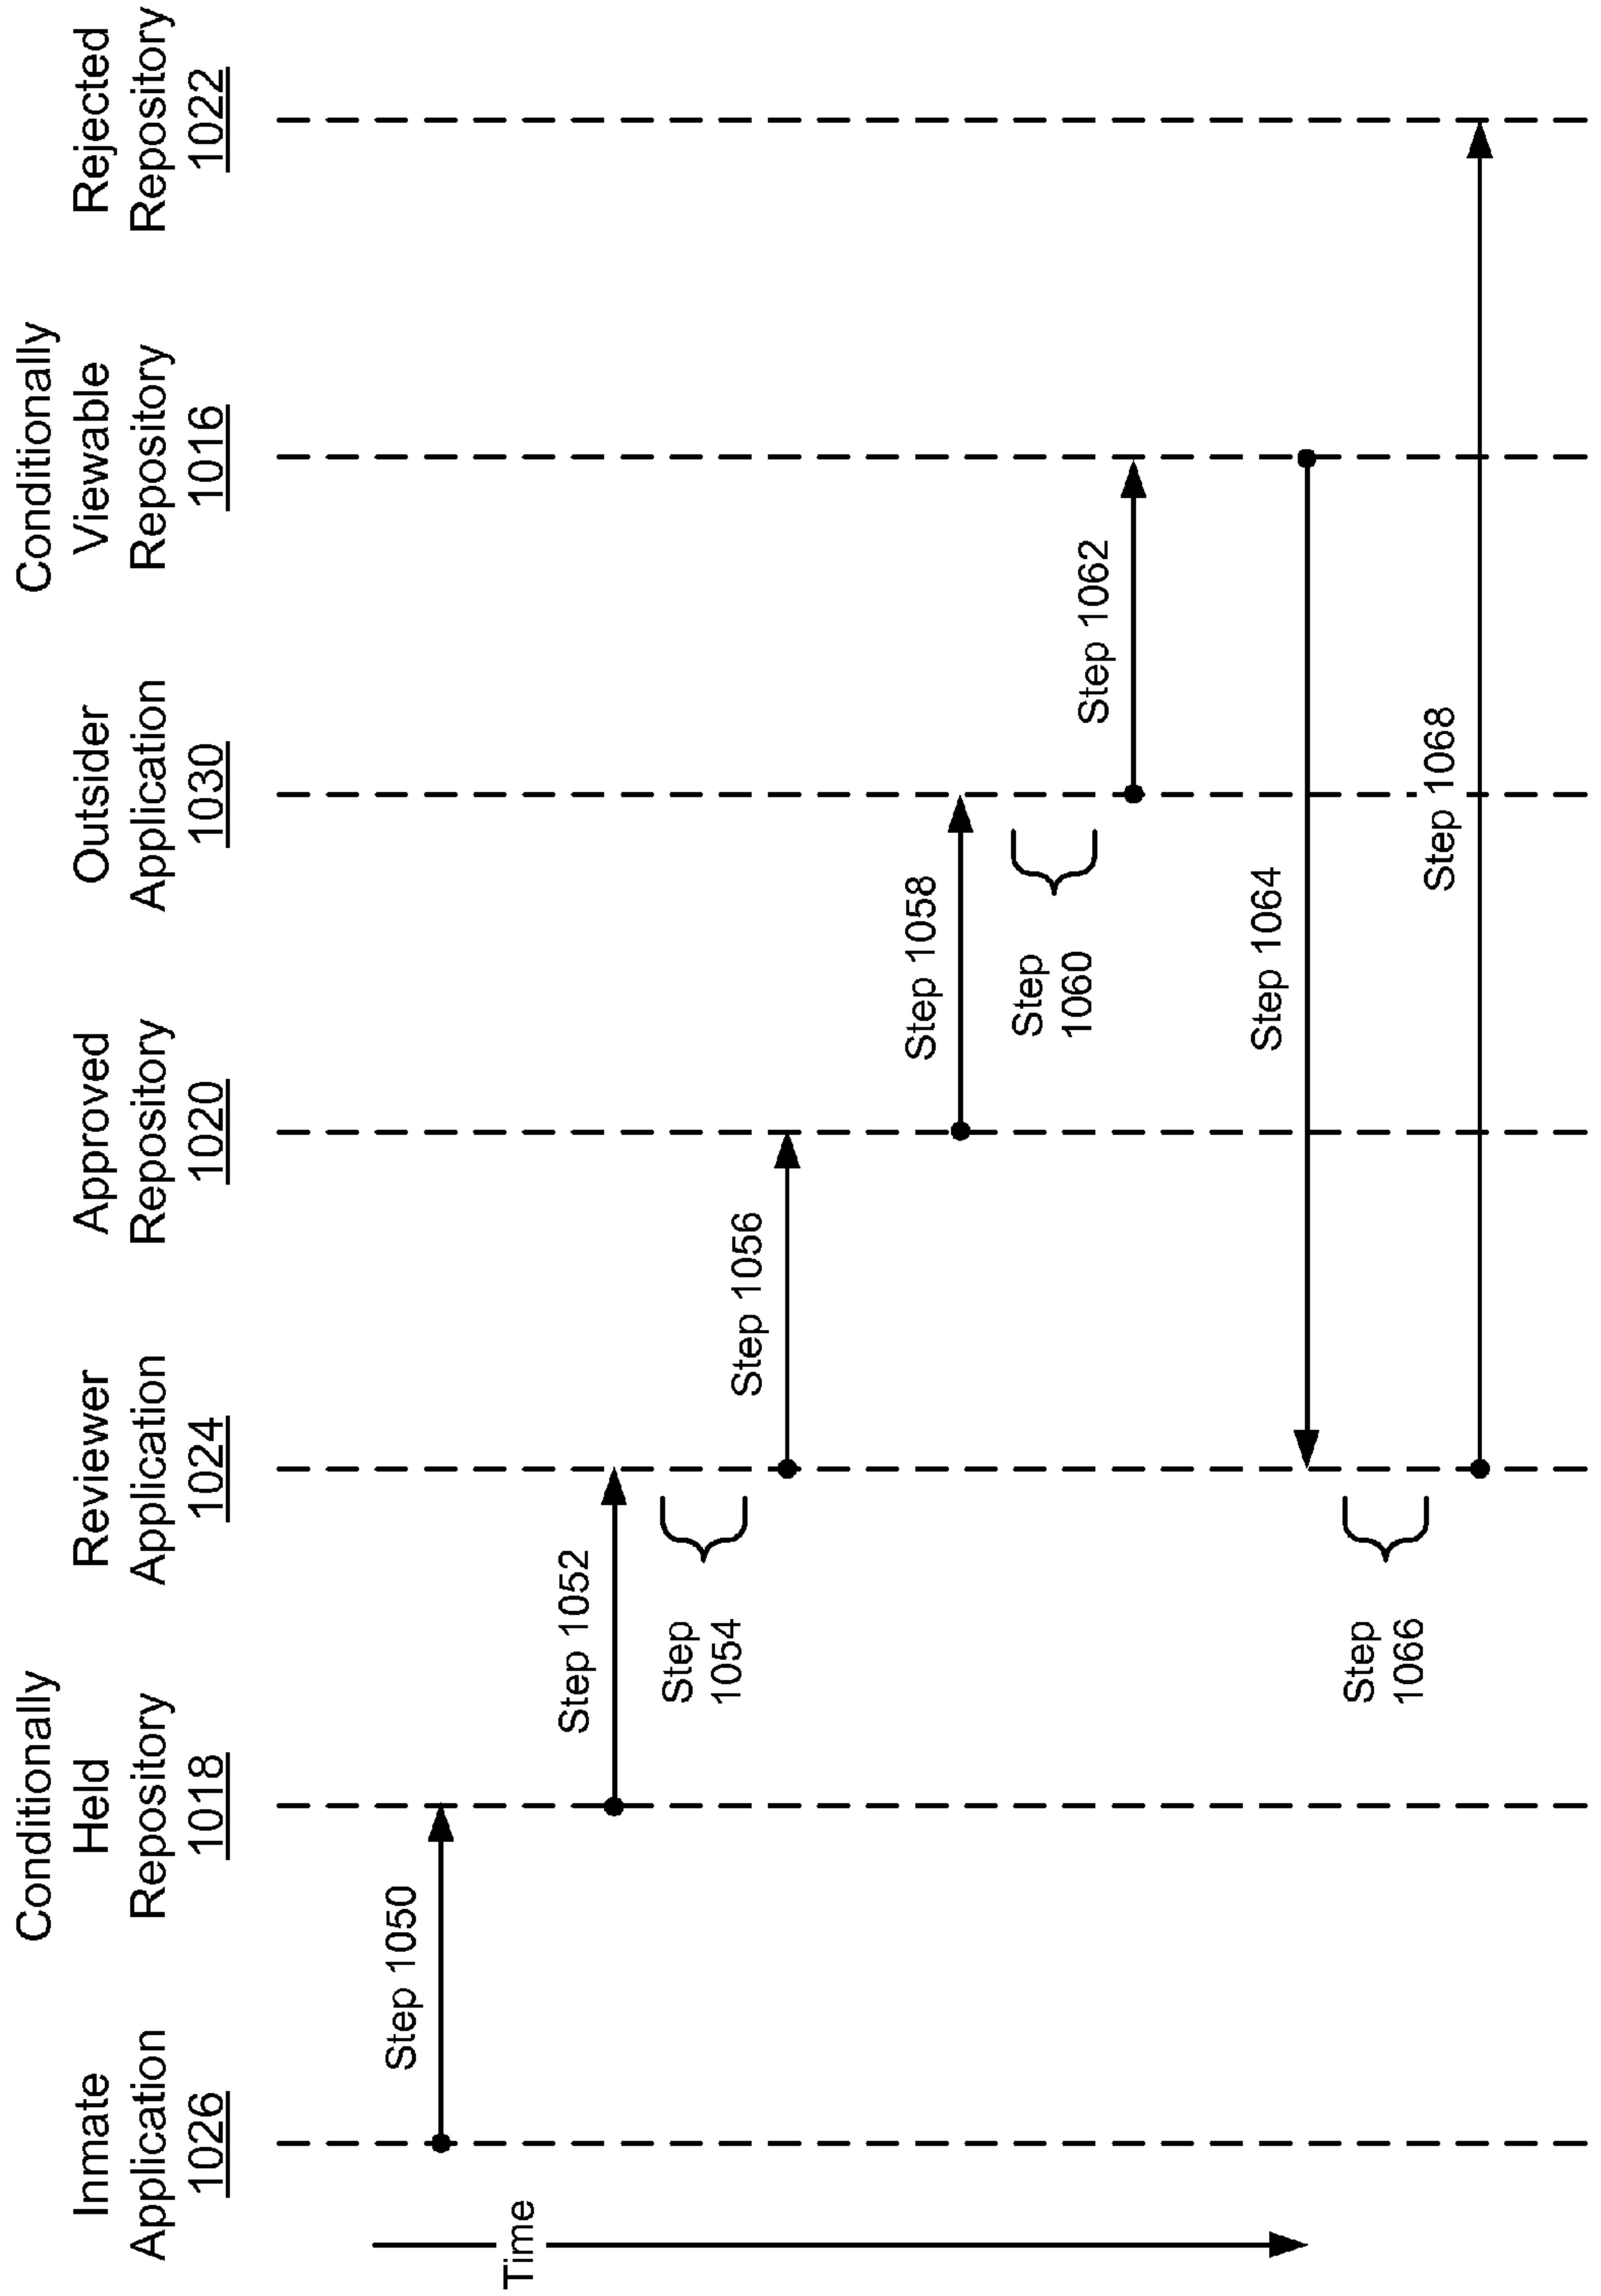 Inmate
Application
1026
Conditionally
Held
Repository
1018
Reviewer
Application
1024
Approved
Repository
1020
Outsider
Application
1030
Conditionally
Viewable
Repository
1016
Rejected
Repository
1022
Time
Step 1050
Step 1052
Step
1054
Step 1056
Step 1058
Step
1060
Step 1062
Step 1064
Step
1066
Step 1068